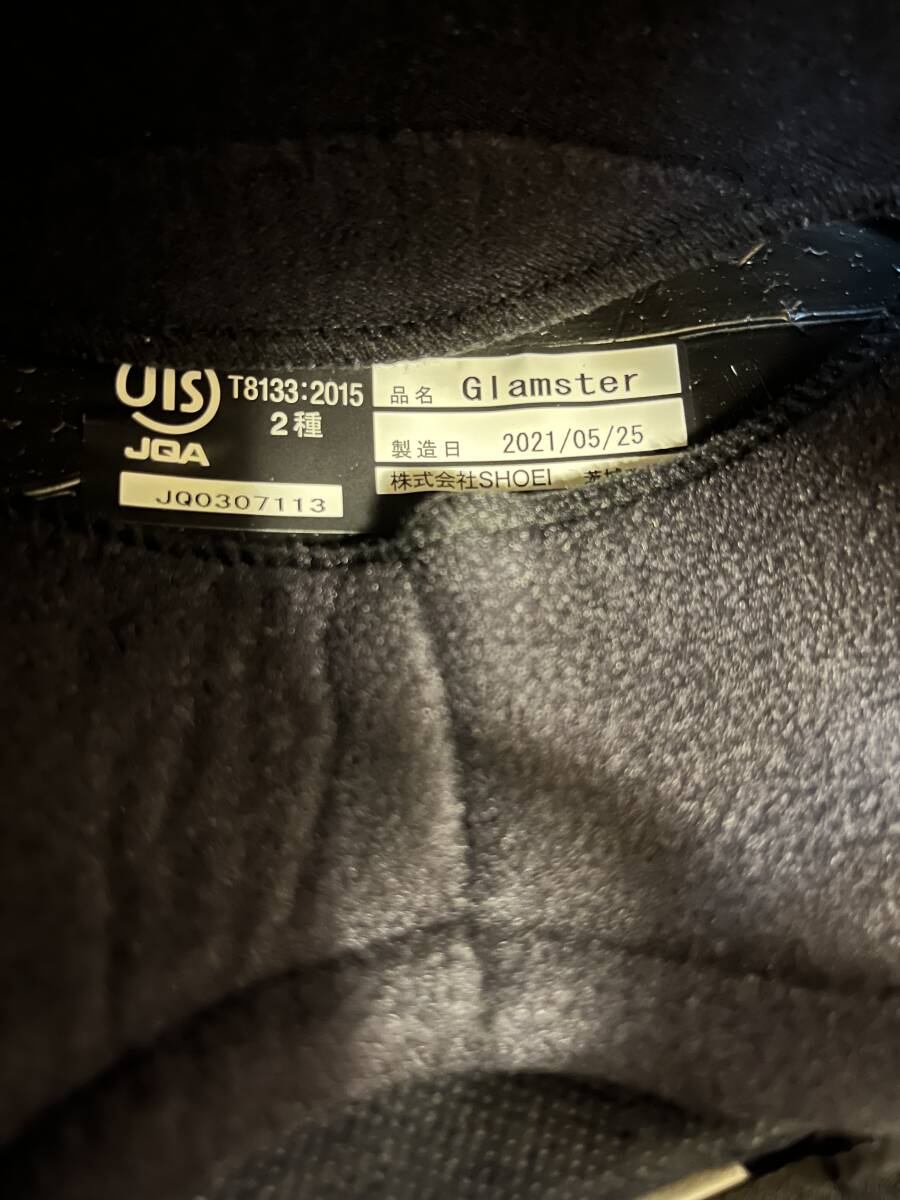 JIS T8133:2015
2種
JQA
JQ0307113
品名 Glamster
製造日 2021/05/25
株式会社SHOEI